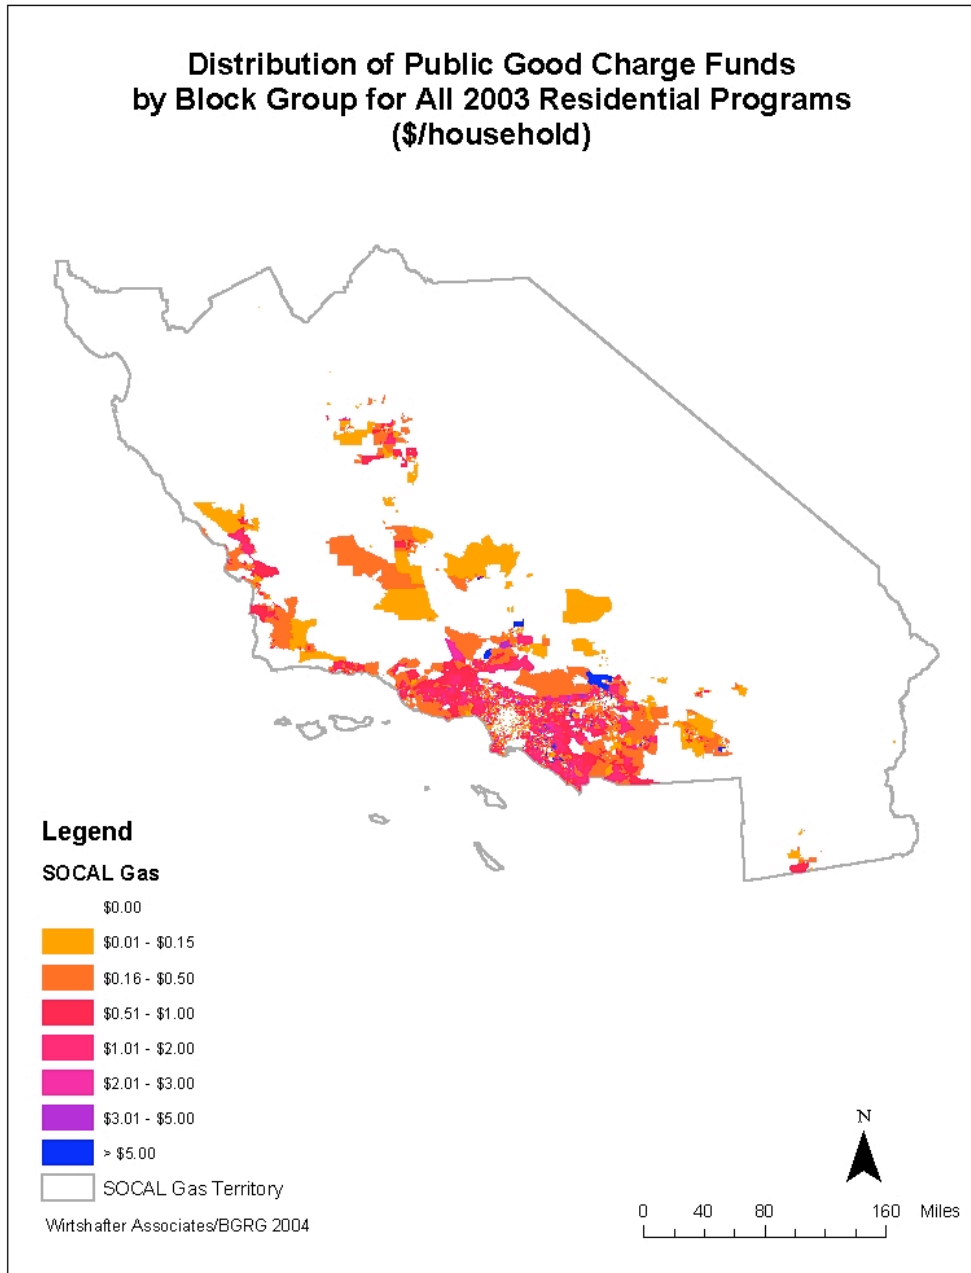 Distribution of Public Good Charge Funds
by Block Group for All 2003 Residential Programs
($/household)
Legend
SOCAL Gas
$0.00
$0.01 - $0.15
$0.16 - $0.50
$0.51 - $1.00
$1.01 - $2.00
$2.01 - $3.00
$3.01 - $5.00
> $5.00
SOCAL Gas Territory
Wirtshafter Associates/BGRG 2004
N
0 40 80 160 Miles